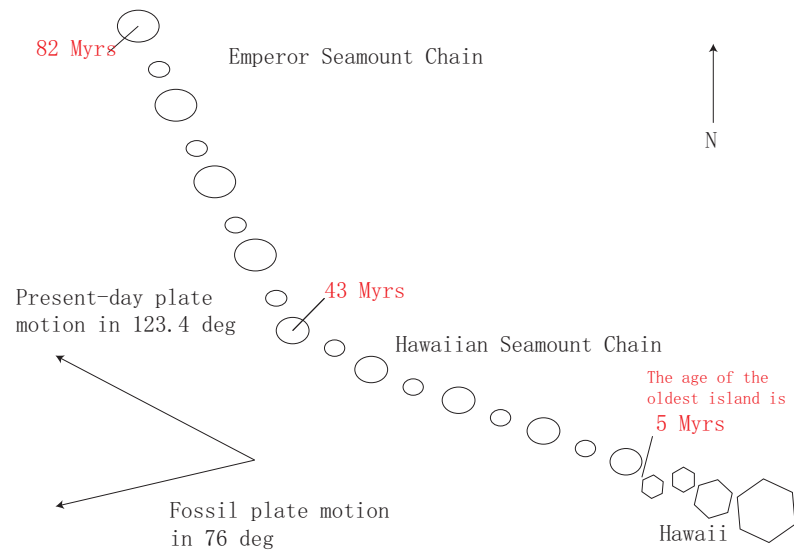 82 Myrs
Emperor Seamount Chain
N
Present-day plate
motion in 123.4 deg
43 Myrs
Hawaiian Seamount Chain
The age of the
oldest island is
5 Myrs
Fossil plate motion
in 76 deg
Hawaii